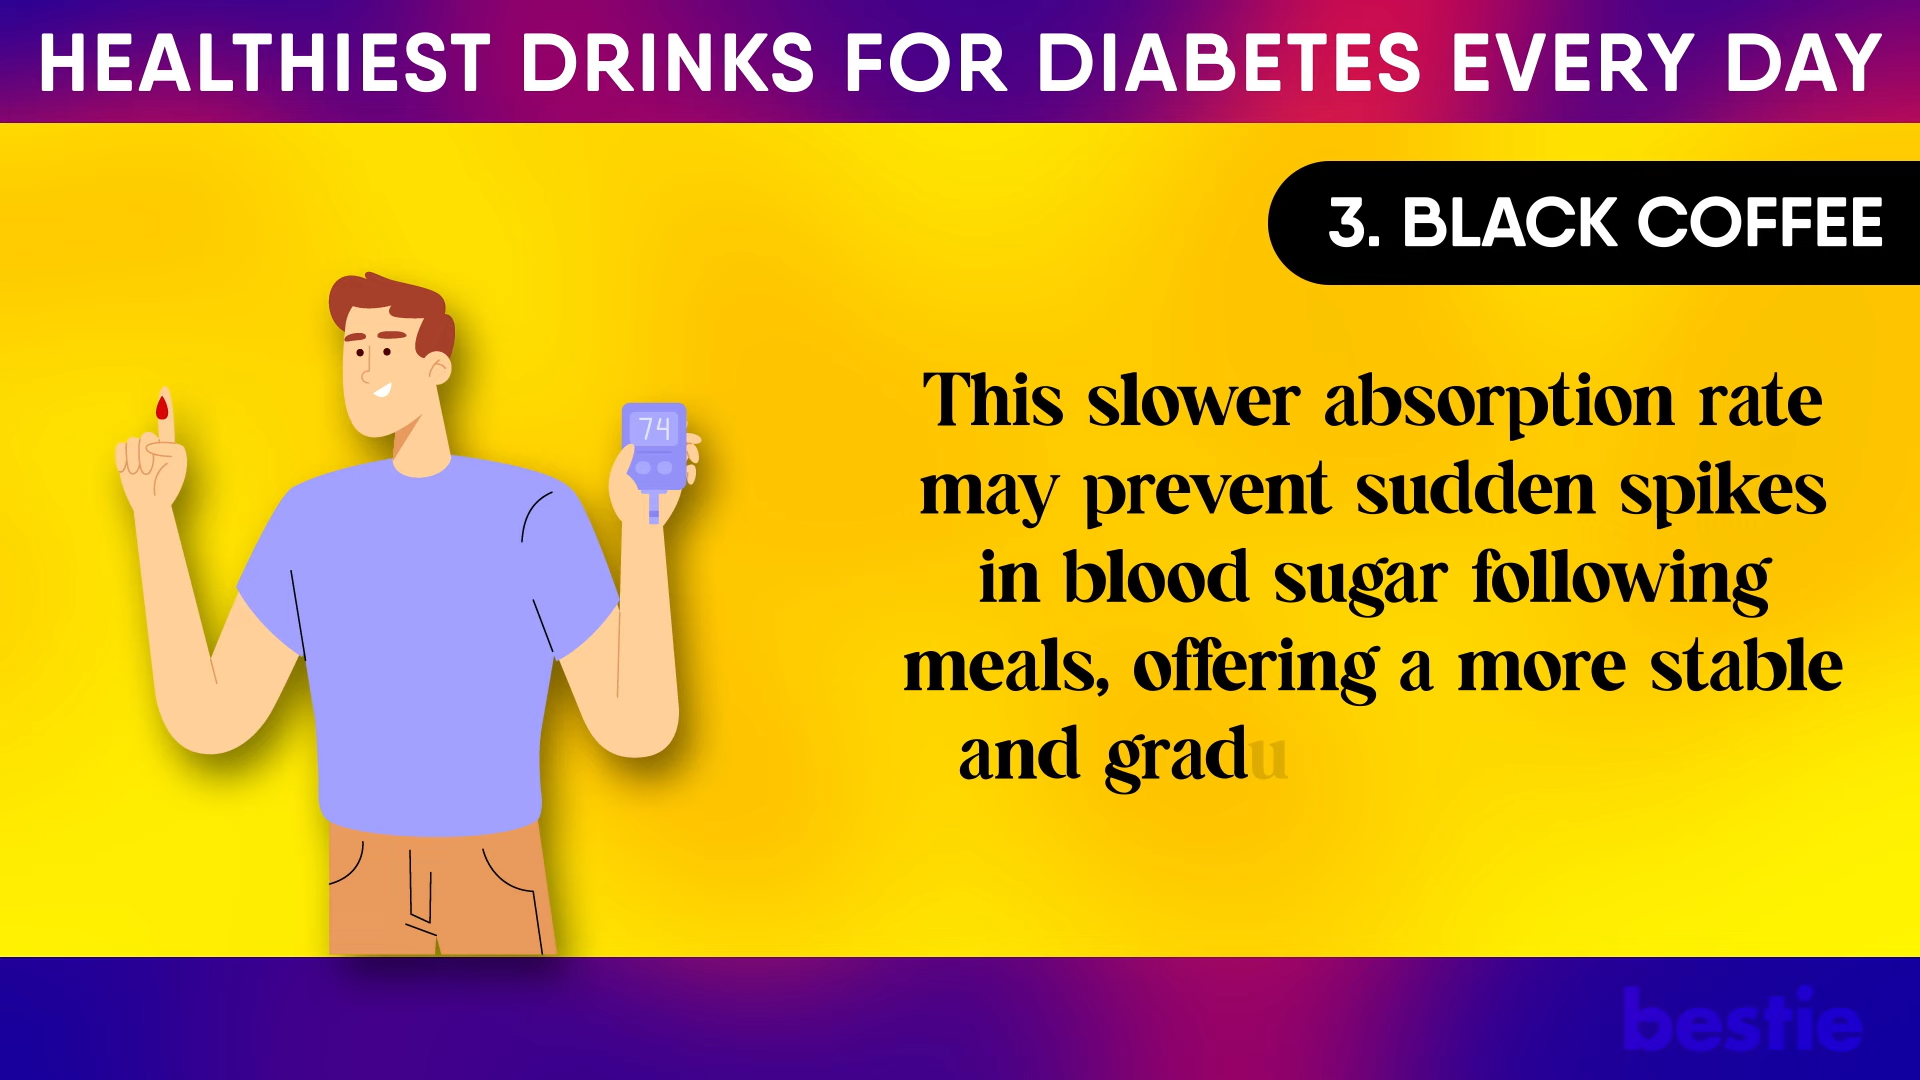 HEALTHIEST DRINKS FOR DIABETES EVERY DAY
3. BLACK COFFEE
74
This slower absorption rate
may prevent sudden spikes
in blood sugar following
meals, offering a more stable
and gradu
bestie